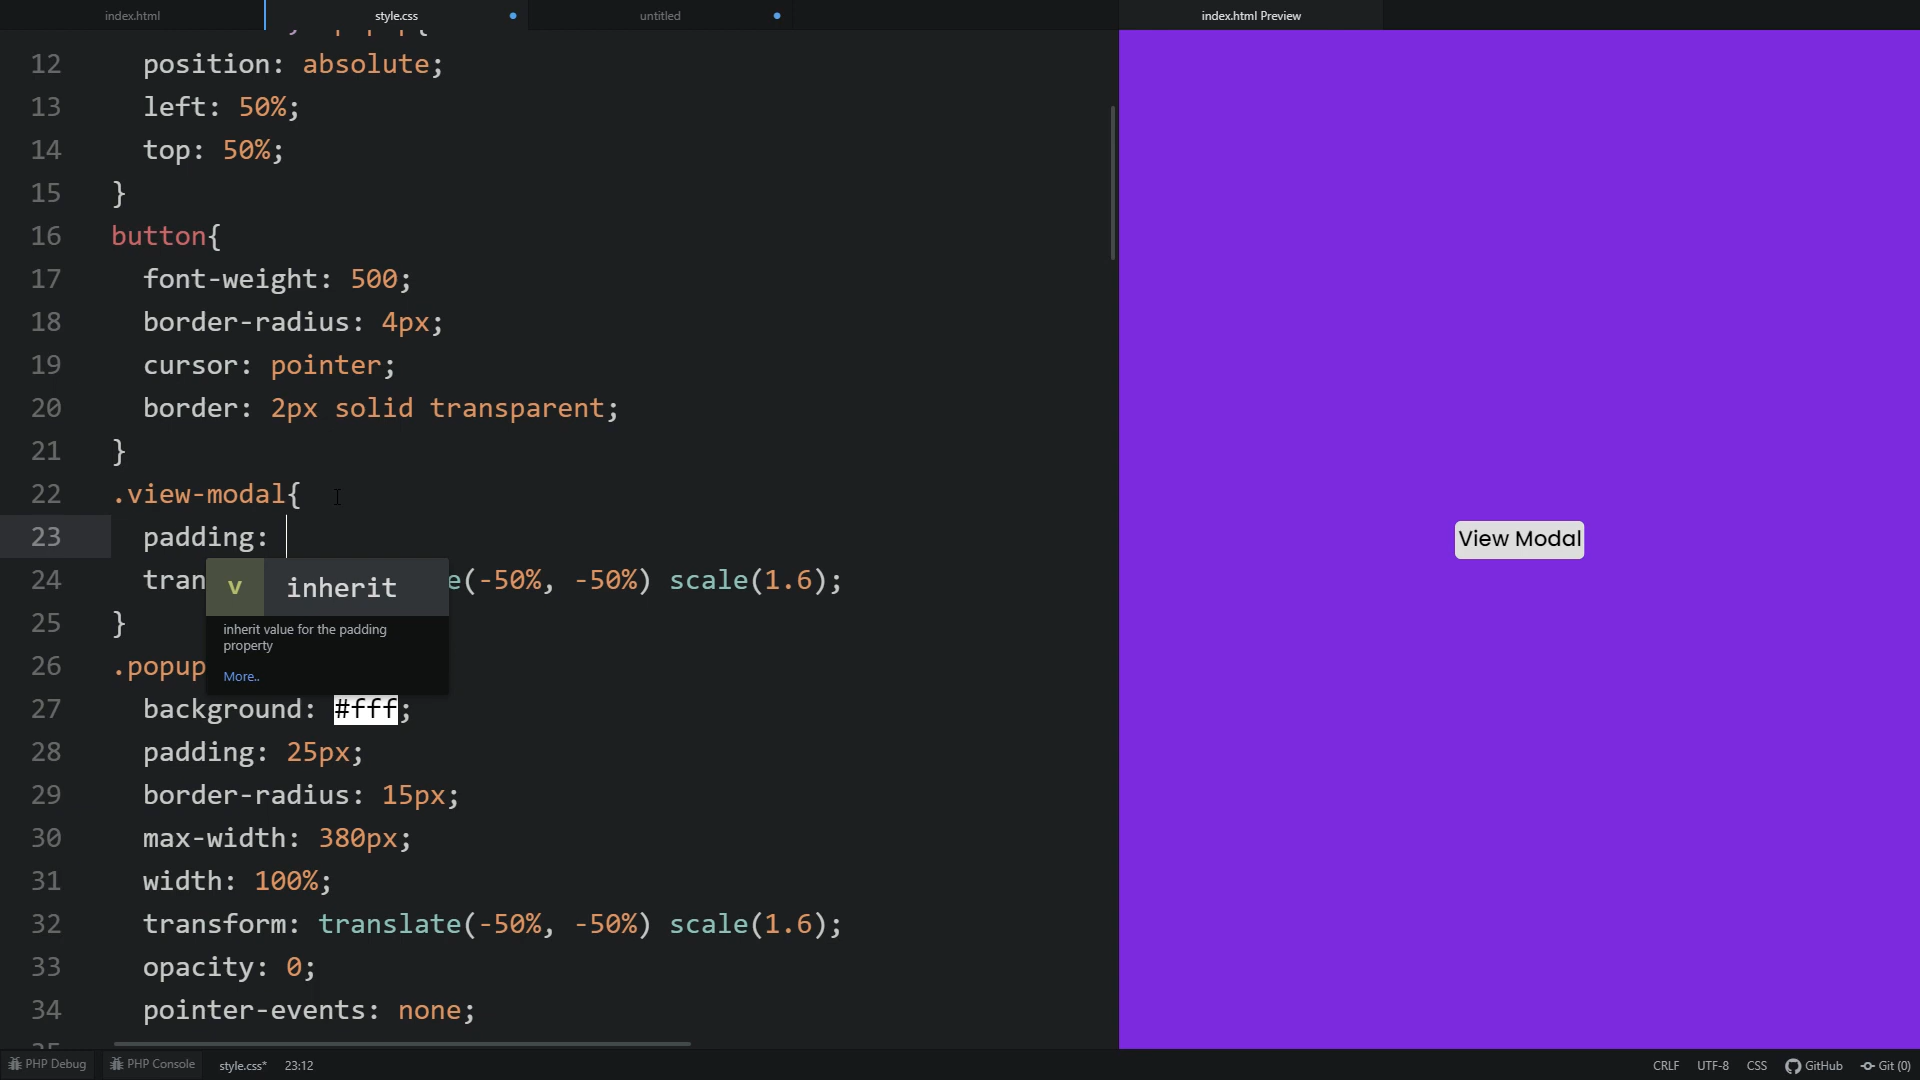 index.html style.css untitled index.html Preview
12 position: absolute;
13 left: 50%;
14 top: 50%;
15 }
16 button{
17 font-weight: 500;
18 border-radius: 4px;
19 cursor: pointer;
20 border: 2px solid transparent;
21 }
22 .view-modal{
23 padding:
24 tran e(-50%, -50%) scale(1.6);
v inherit
25 }
inherit value for the padding
property
26 .popup
More..
27 background: #fff;
28 padding: 25px;
29 border-radius: 15px;
30 max-width: 380px;
31 width: 100%;
32 transform: translate(-50%, -50%) scale(1.6);
33 opacity: 0;
34 pointer-events: none;
View Modal
PHP Debug PHP Console style.css* 23:12 CRLF UTF-8 CSS GitHub Git (0)